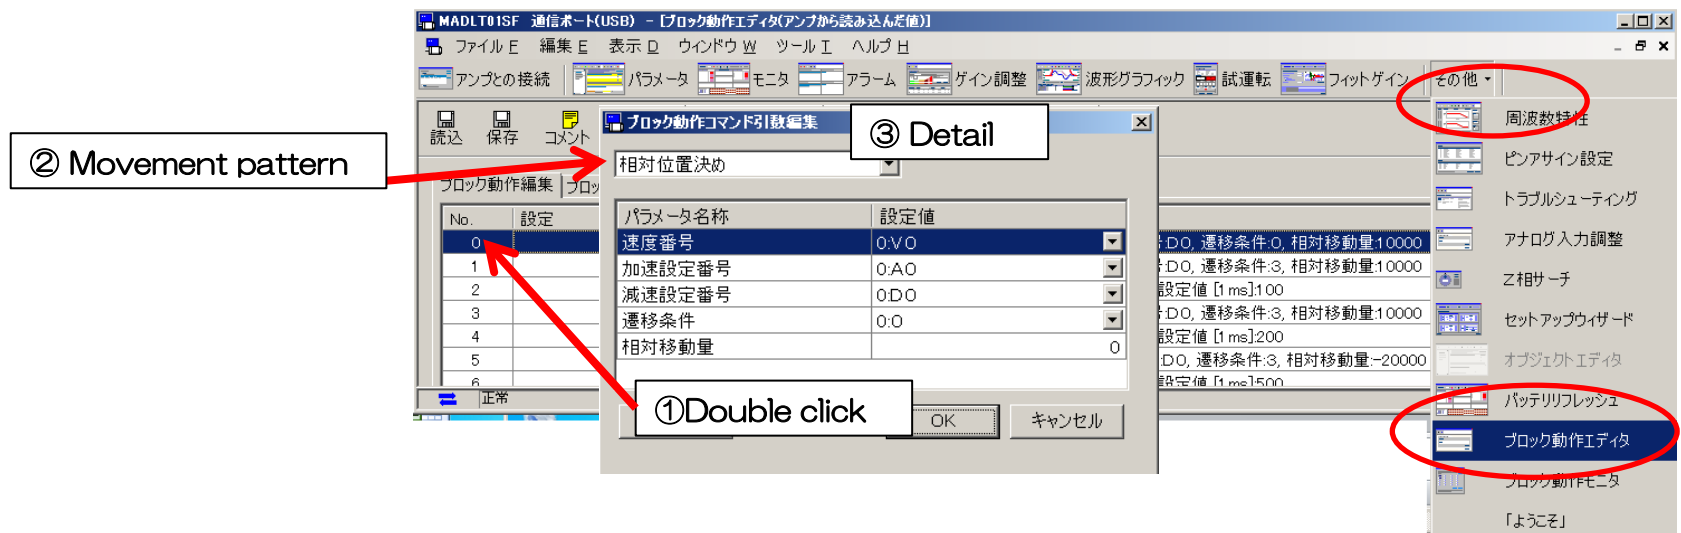 MADLT01SF 通信ポート(USB) - [ブロック動作エディタ(アンプから読み込んだ値)]
ファイル F 編集 E 表示 D ウィンドウ W ツール T ヘルプ H
アンプとの接続 パラメータ モニタ アラーム ゲイン調整 波形グラフィック 試運転 フィットゲイン その他
読込 保存 コメント
② Movement pattern
ブロック動作編集 ブロッ
No. 設定
0
1
2
3
4
5
6
正常
ブロック動作コマンド引数編集
③ Detail
相対位置決め
パラメータ名称 設定値
速度番号 0:V0
加速設定番号 0:A0
減速設定番号 0:D0
遷移条件 0:0
相対移動量 0
①Double click
OK キャンセル
:D0, 遷移条件:0, 相対移動量:10000
:D0, 遷移条件:3, 相対移動量:10000
設定値 [1ms]:100
:D0, 遷移条件:3, 相対移動量:10000
設定値 [1ms]:200
:D0, 遷移条件:3, 相対移動量:-20000
設定値 [1ms]:500
周波数特性
ピンアサイン設定
トラブルシューティング
アナログ入力調整
Z相サーチ
セットアップウィザード
オブジェクトエディタ
バッテリリフレッシュ
ブロック動作エディタ
ブロック動作モニタ
「ようこそ」